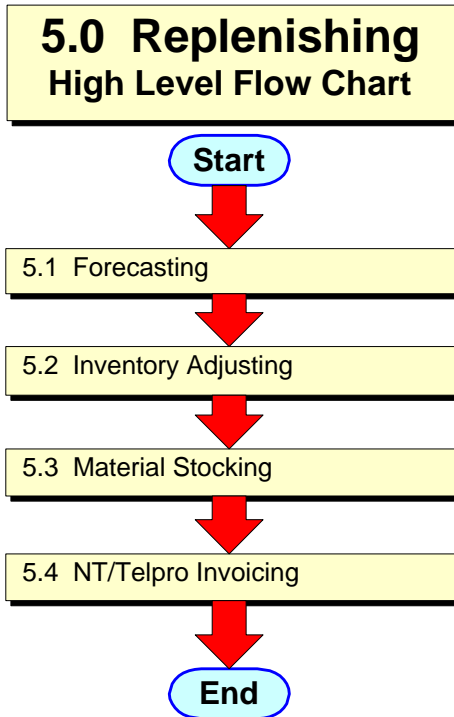 5.0 Replenishing
High Level Flow Chart
Start
5.1 Forecasting
5.2 Inventory Adjusting
5.3 Material Stocking
5.4 NT/Telpro Invoicing
End